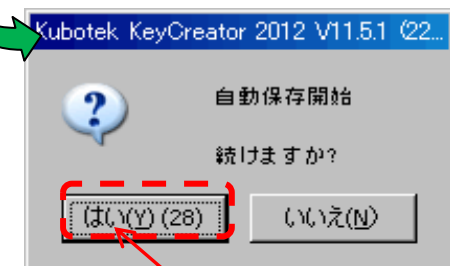 Kubotek KeyCreator 2012 V11.5.1 (22...
自動保存開始
続けますか?
はい(Y) (28)
いいえ(N)